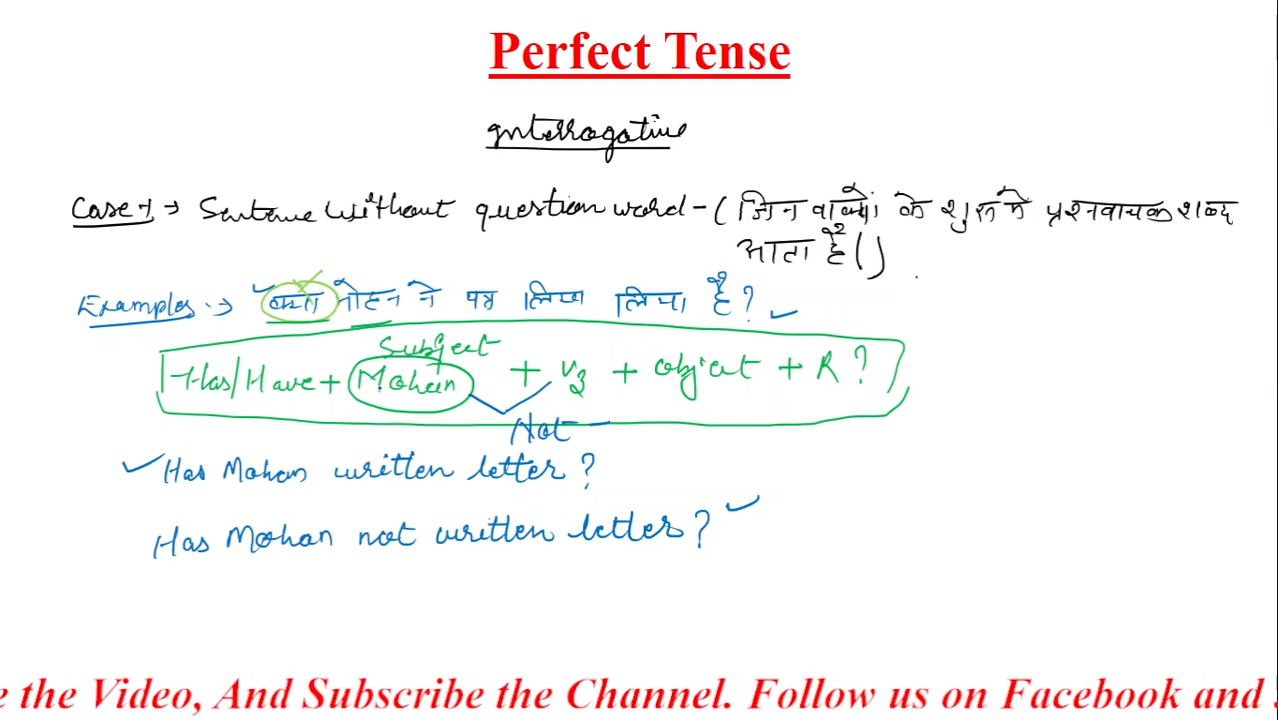 Perfect Tense
Interrogative
Case 1 → Sentence Without question word - ( जिन वाक्यों के शुरू में प्रश्नवाचक शब्द
आता है ()
Examples :→ क्या मोहन ने पत्र लिख लिया है?
Subject
Has/Have + Mohan + V3 + object + R ?
Not
Has Mohan written letter?
Has Mohan not written letter?
e the Video, And Subscribe the Channel. Follow us on Facebook and